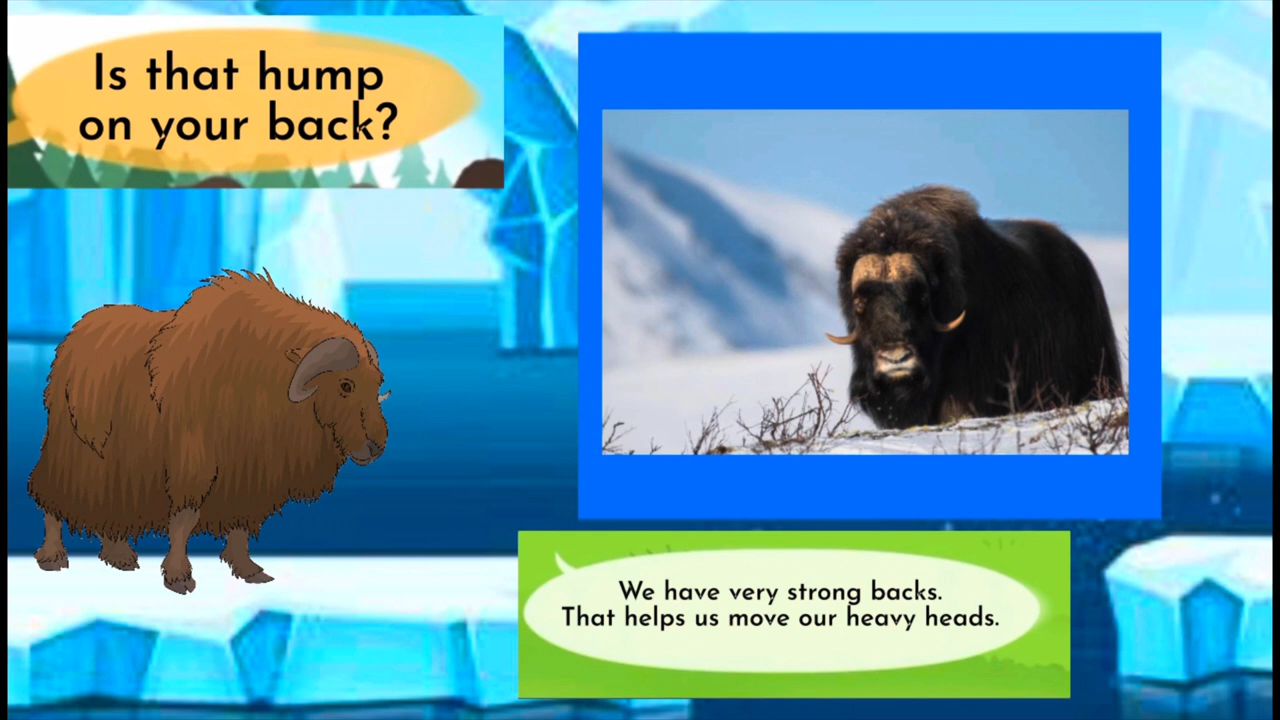 Is that hump
on your back?
We have very strong backs.
That helps us move our heavy heads.